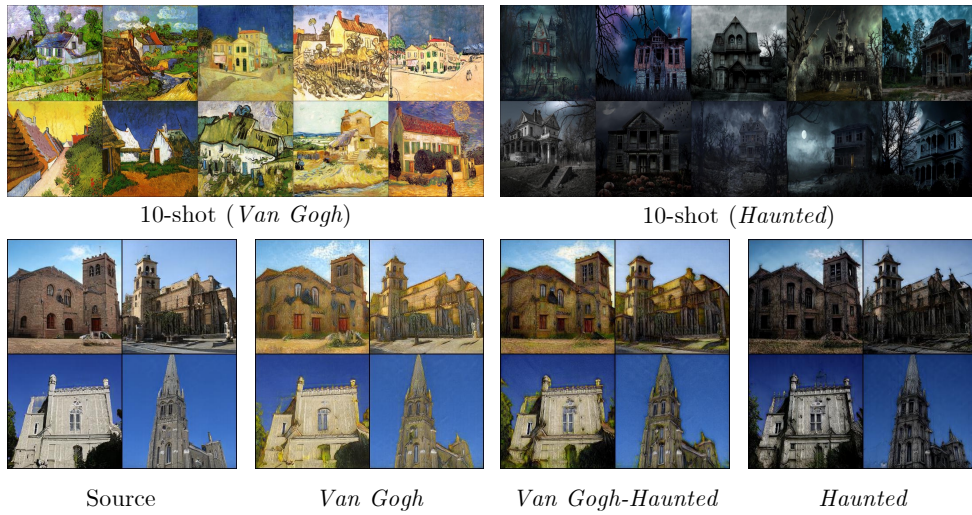 10-shot (Van Gogh)
10-shot (Haunted)
Source
Van Gogh
Van Gogh-Haunted
Haunted